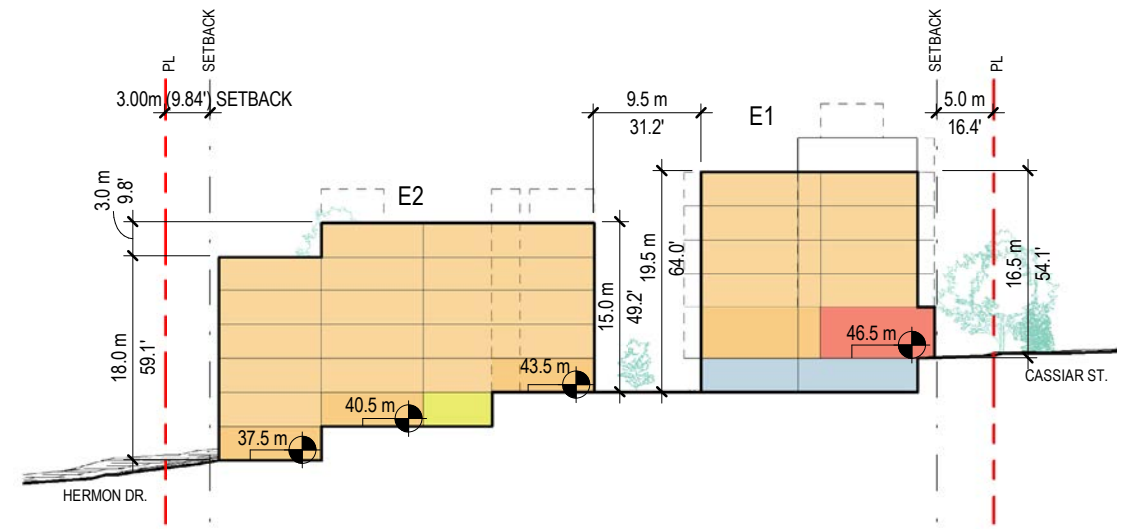 PL
SETBACK
SETBACK
PL
3.00m (9.84') SETBACK
9.5 m
31.2'
E1
5.0 m
16.4'
3.0 m
9.8'
E2
18.0 m
59.1'
15.0 m
49.2'
19.5 m
64.0'
16.5 m
54.1'
46.5 m
43.5 m
40.5 m
37.5 m
CASSIAR ST.
HERMON DR.